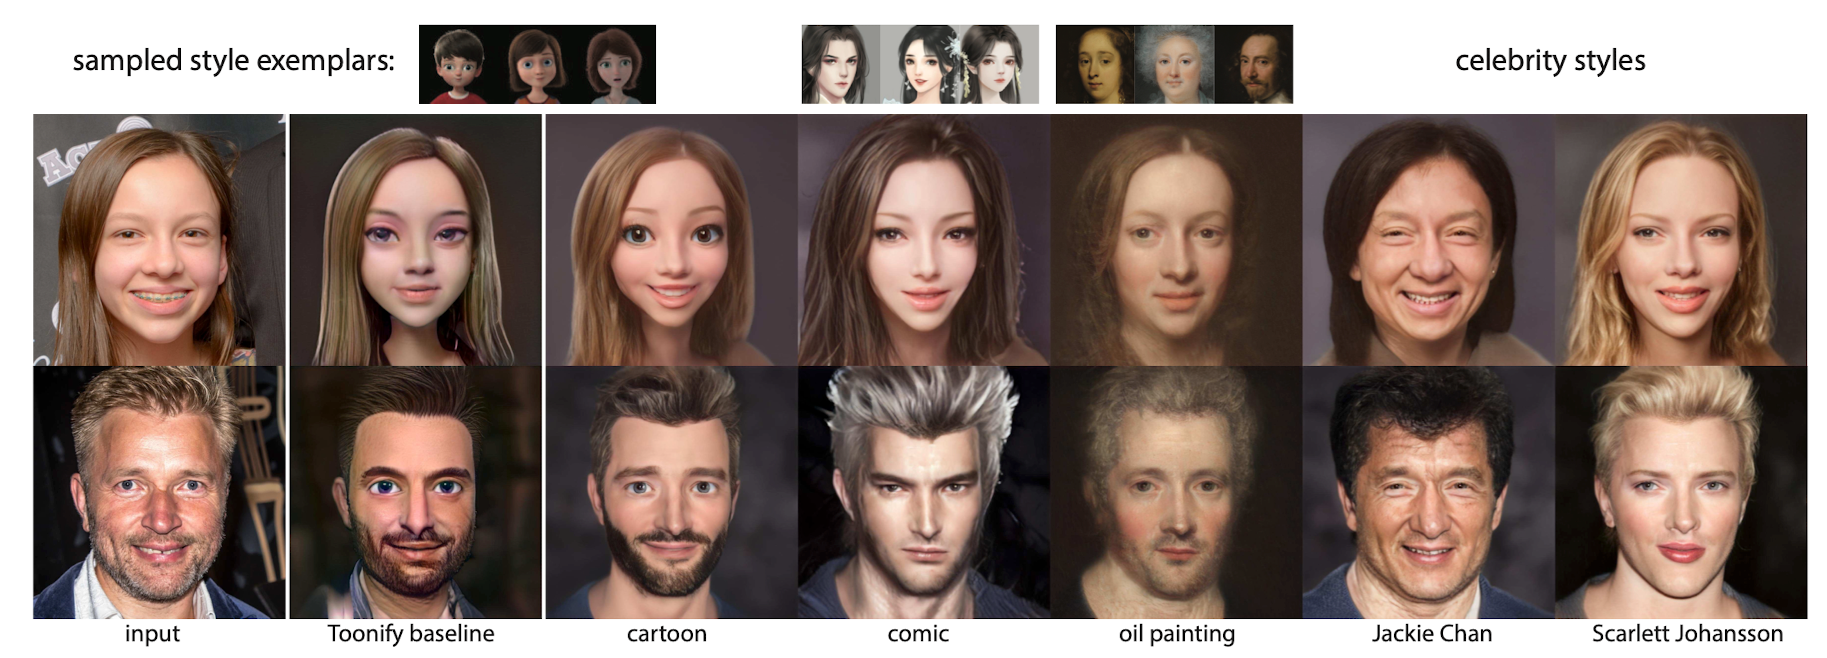 sampled style exemplars:
celebrity styles
input
Toonify baseline
cartoon
comic
oil painting
Jackie Chan
Scarlett Johansson